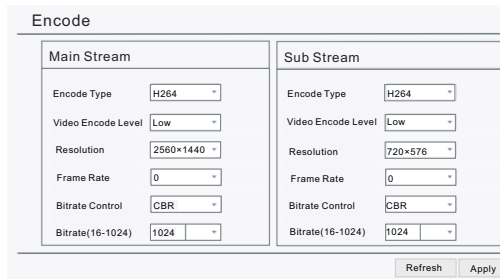 Encode
Main Stream
Encode Type H264
Video Encode Level Low
Resolution 2560×1440
Frame Rate 0
Bitrate Control CBR
Bitrate(16-1024) 1024
Sub Stream
Encode Type H264
Video Encode Level Low
Resolution 720×576
Frame Rate 0
Bitrate Control CBR
Bitrate(16-1024) 1024
Refresh Apply